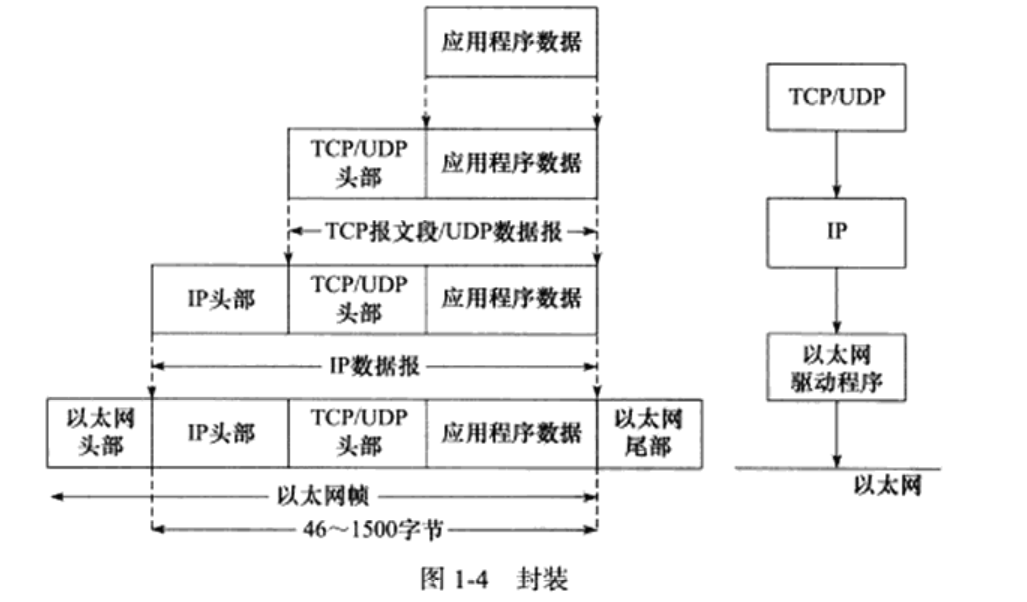 应用程序数据
TCP/UDP
头部
应用程序数据
TCP报文段/UDP数据报
IP头部
TCP/UDP
头部
应用程序数据
IP数据报
以太网
头部
IP头部
TCP/UDP
头部
应用程序数据
以太网
尾部
以太网帧
46～1500字节
TCP/UDP
IP
以太网
驱动程序
以太网
图 1-4 封装